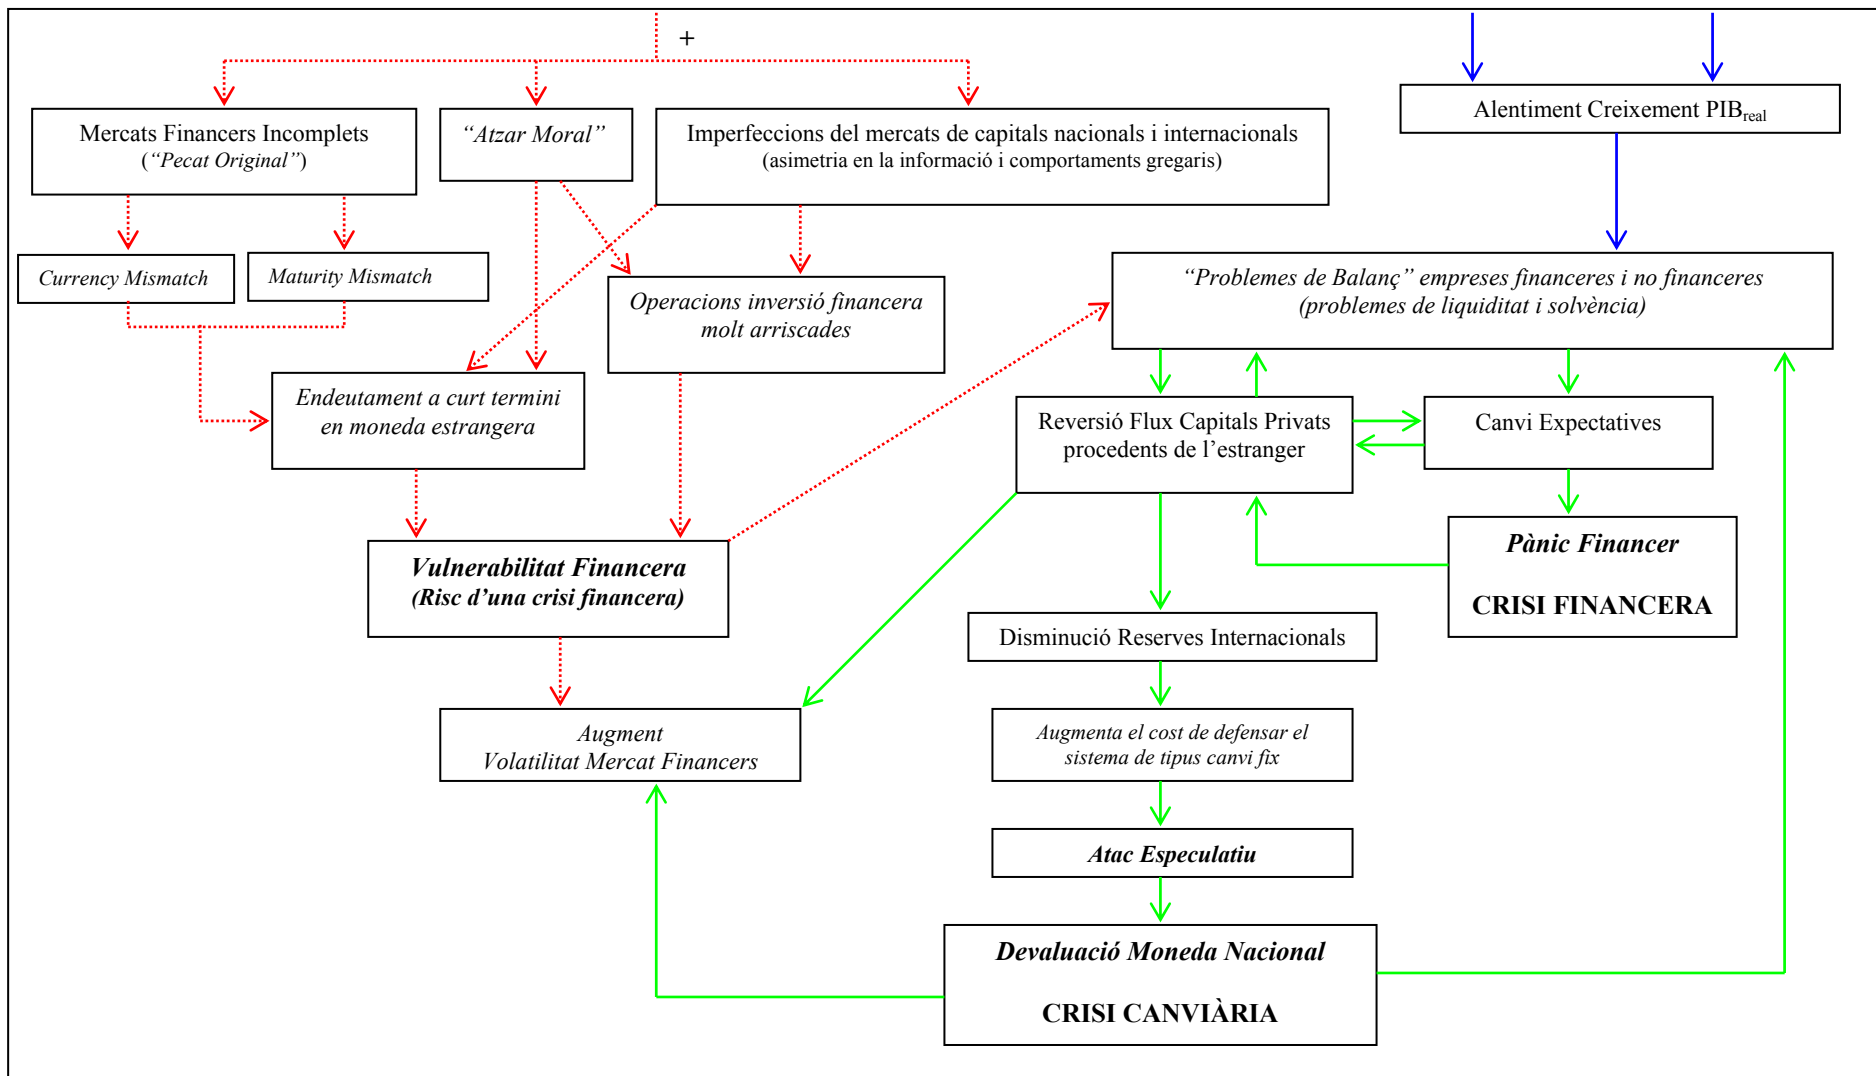 +
Mercats Financers Incomplets
(“Pecat Original”)
“Atzar Moral”
Imperfeccions del mercats de capitals nacionals i internacionals
(asimetria en la informació i comportaments gregaris)
Alentiment Creixement PIBreal
Currency Mismatch
Maturity Mismatch
Operacions inversió financera
molt arriscades
“Problemes de Balanç” empreses financeres i no financeres
(problemes de liquiditat i solvència)
Endeutament a curt termini
en moneda estrangera
Reversió Flux Capitals Privats
procedents de l’estranger
Canvi Expectatives
Vulnerabilitat Financera
(Risc d’una crisi financera)
Pànic Financer
CRISI FINANCERA
Disminució Reserves Internacionals
Augment
Volatilitat Mercat Financers
Augmenta el cost de defensar el
sistema de tipus canvi fix
Atac Especulatiu
Devaluació Moneda Nacional
CRISI CANVIÀRIA